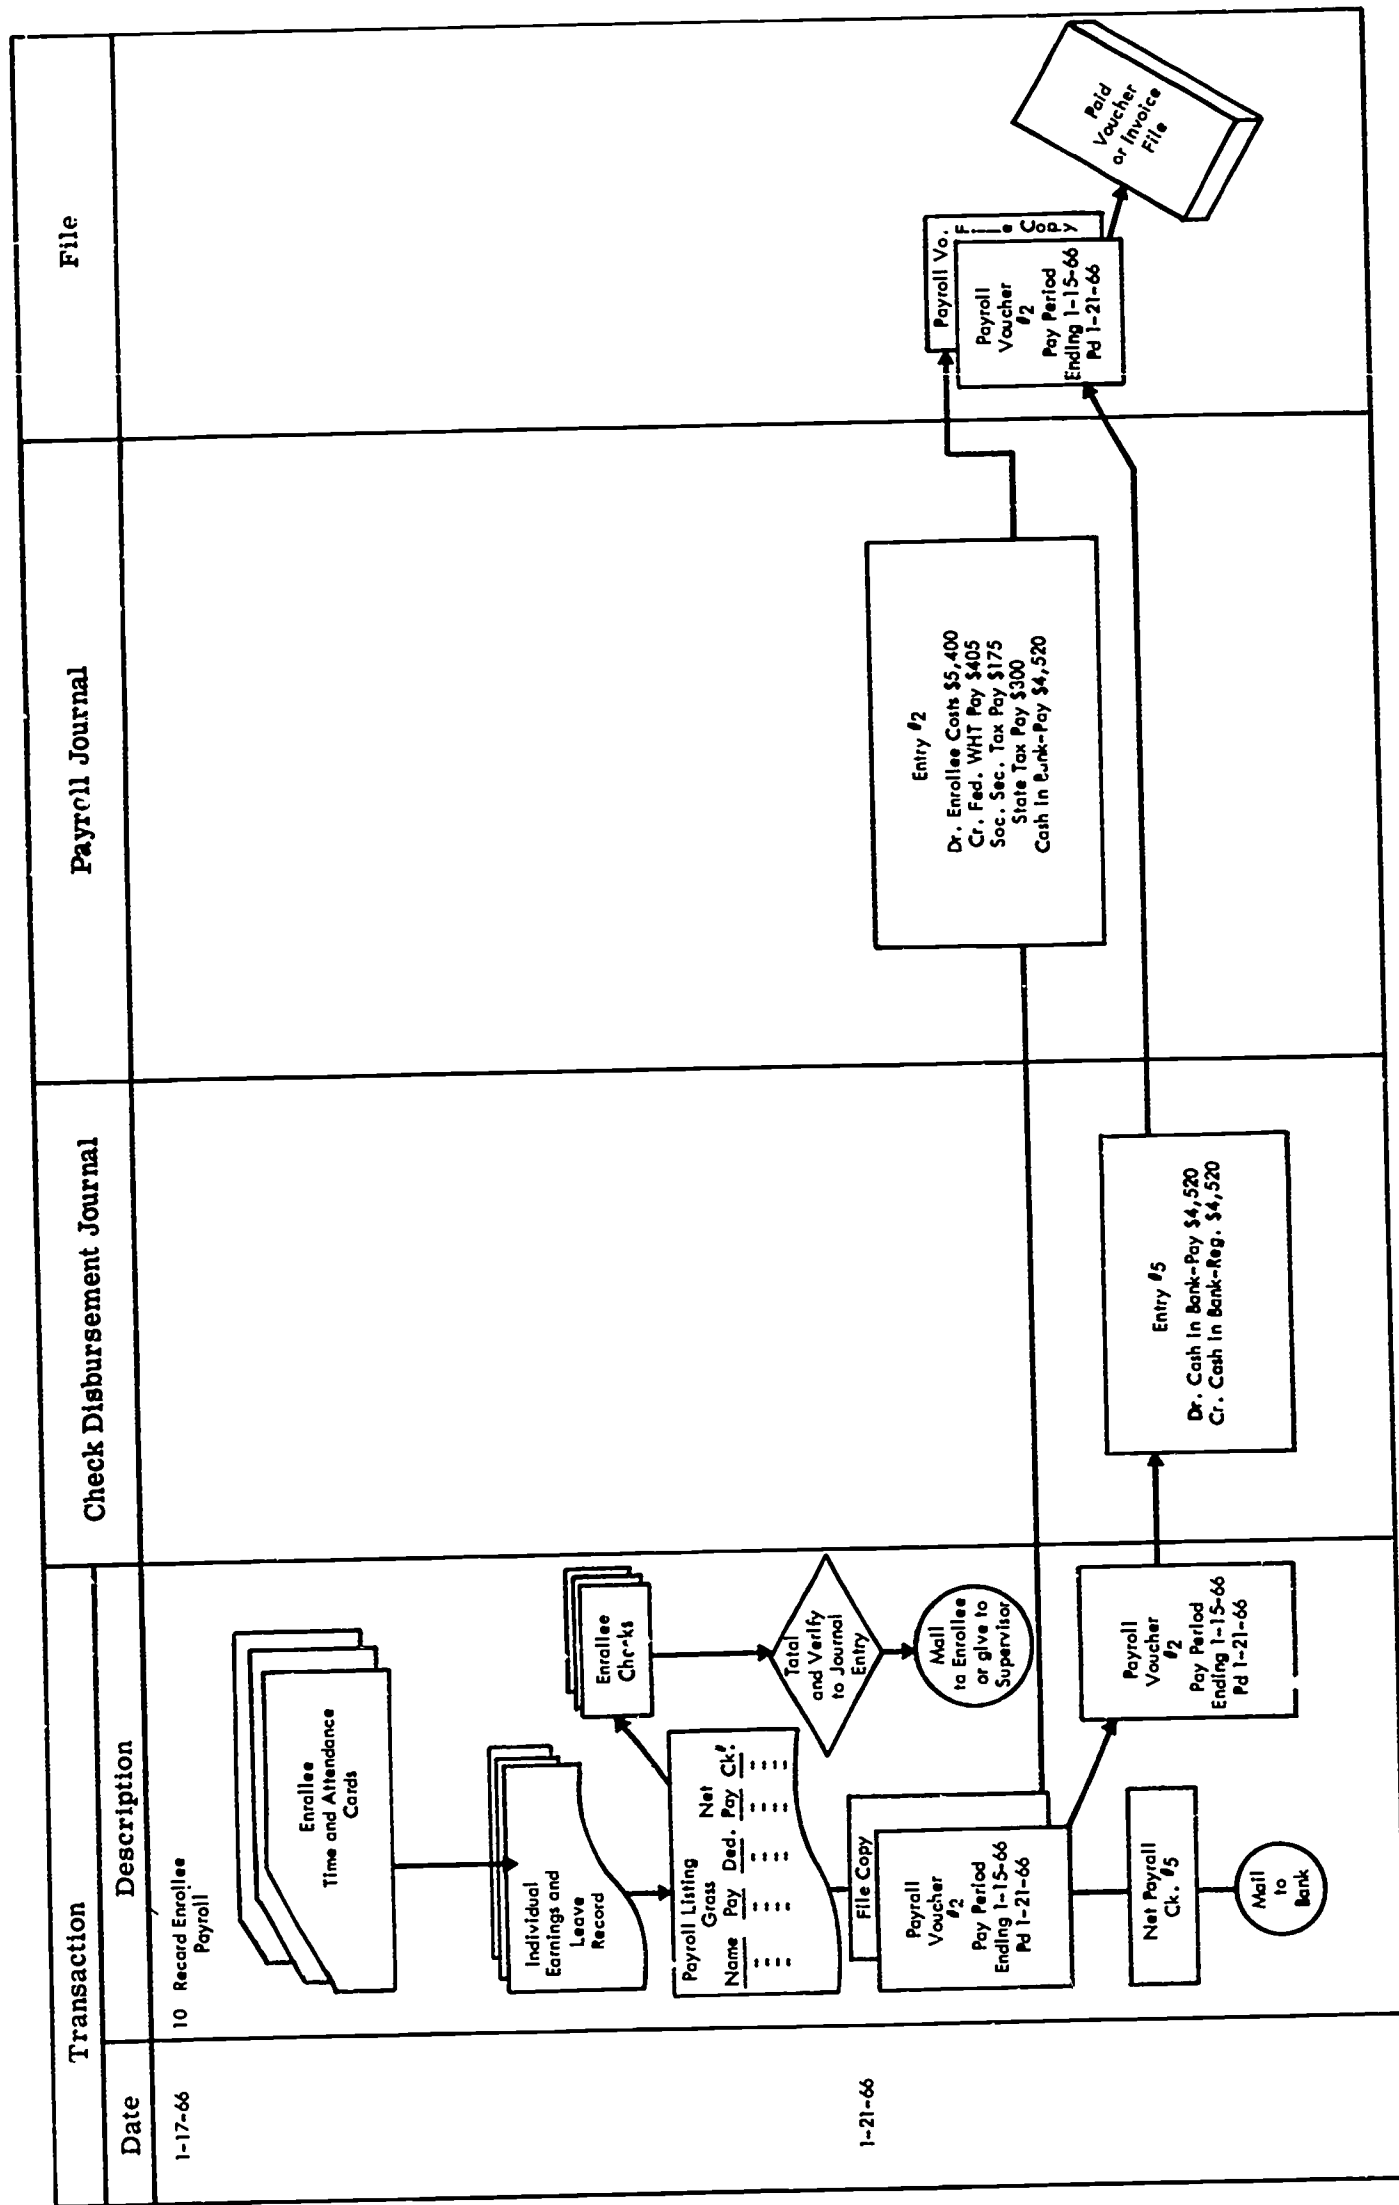 Transaction
Check Disbursement Journal
Payroll Journal
File
Date
Description
1-17-66
10 Record Enrollee
Payroll
Enrollee
Time and Attendance
Cards
Individual
Earnings and
Leave
Record
Enrollee
Checks
Payroll Listing
Gross
Net
Name Pay Ded. Pay Ck#
Total
and Verify
to Journal
Entry
Mail
to Enrollee
or give to
Supervisor
1-21-66
File Copy
Payroll
Voucher
#2
Pay Period
Ending 1-15-66
Pd 1-21-66
Net Payroll
Ck. #5
Mail
to
Bank
Payroll
Voucher
#2
Pay Period
Ending 1-15-66
Pd 1-21-66
Entry #5
Dr. Cash in Bank-Pay $4,520
Cr. Cash in Bank-Reg. $4,520
Entry #2
Dr. Enrollee Costs $5,400
Cr. Fed. WHT Pay $405
Soc. Sec. Tax Pay $175
State Tax Pay $300
Cash in Bank-Pay $4,520
Payroll Vo.
File Copy
Payroll
Voucher
#2
Pay Period
Ending 1-15-66
Pd 1-21-66
Paid
Voucher
or Invoice
File